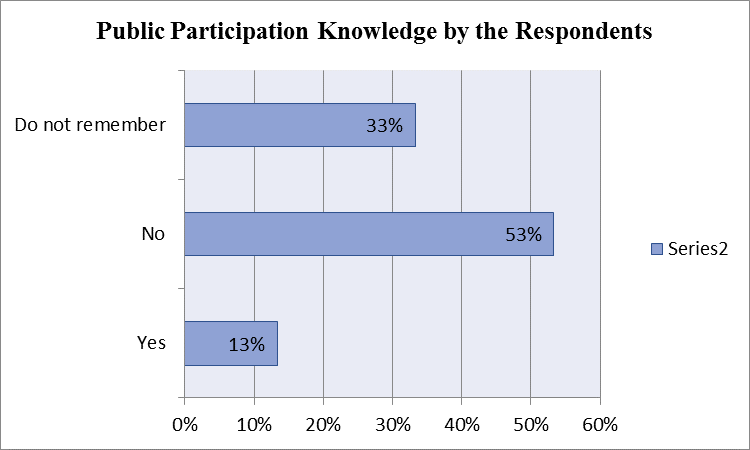 Public Participation Knowledge by the Respondents
Do not remember
33%
No
53%
Yes
13%
Series2
0% 10% 20% 30% 40% 50% 60%